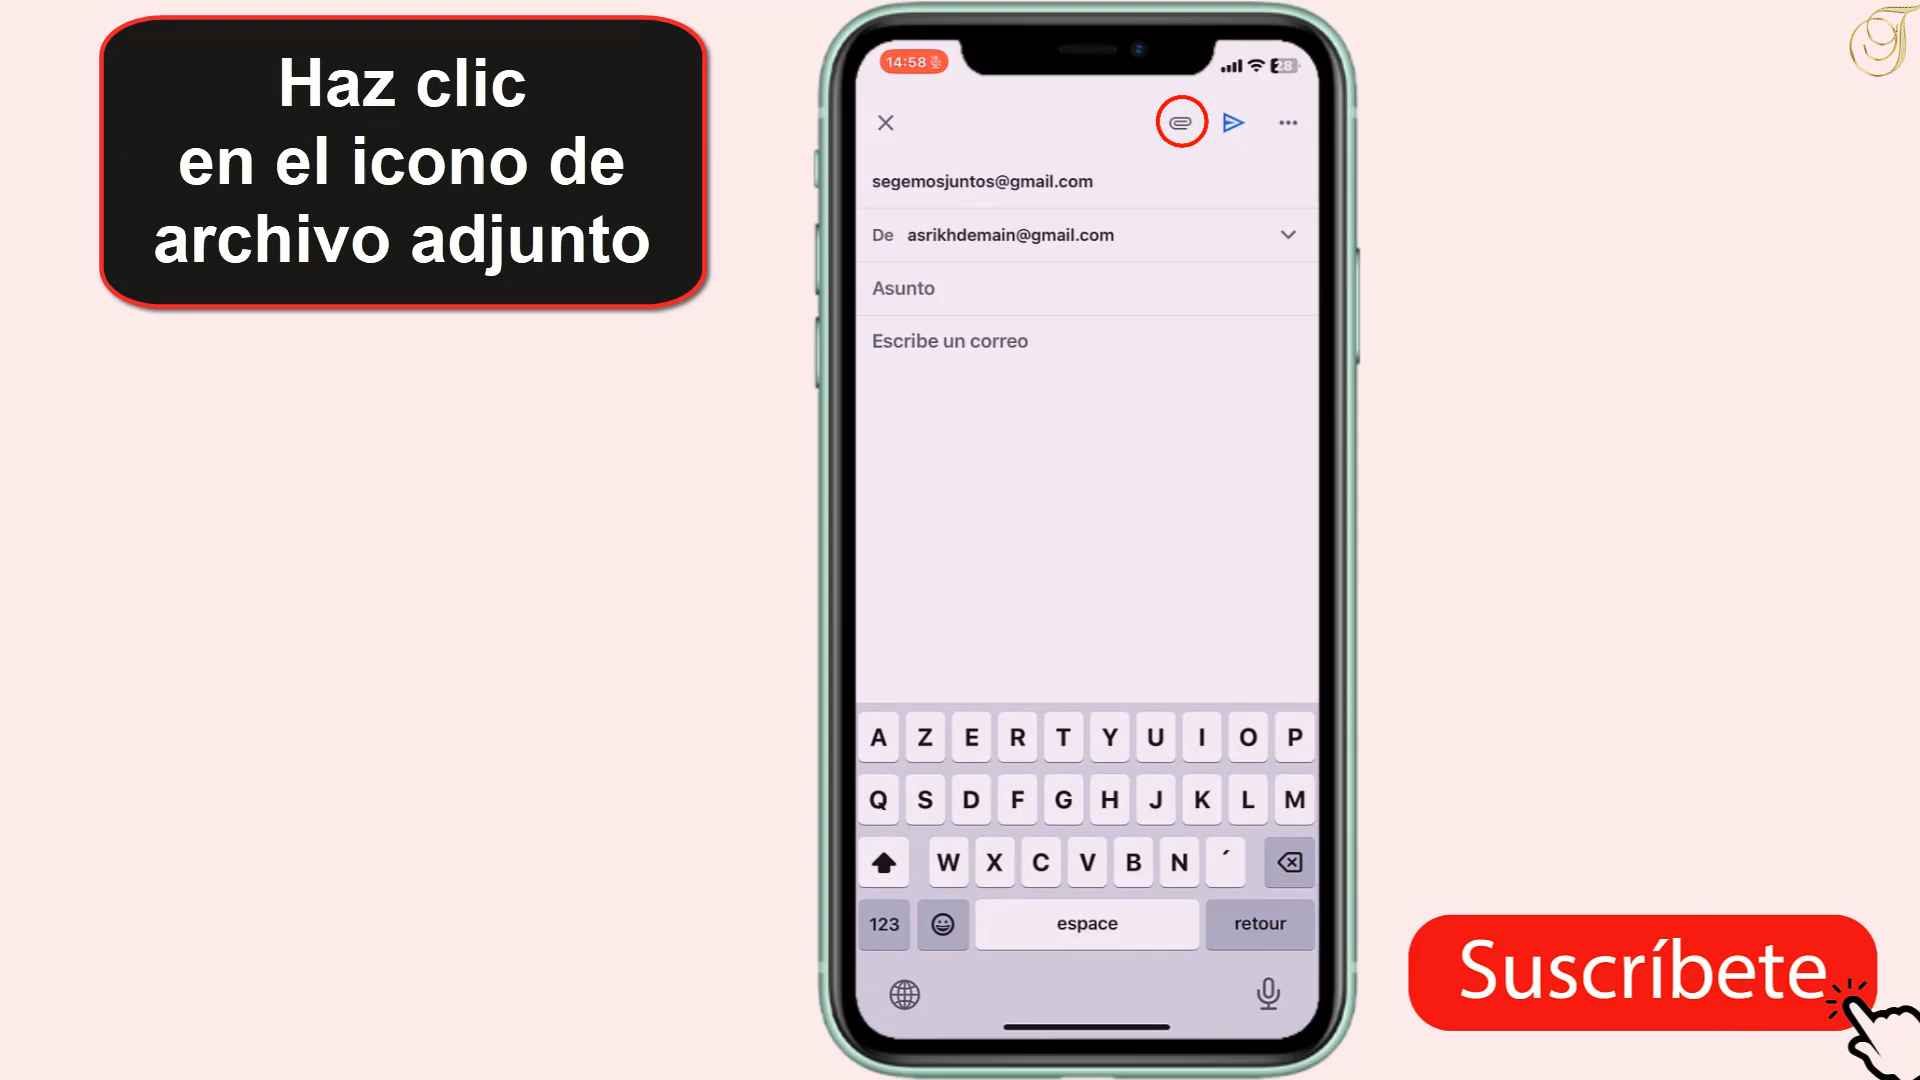 Haz clic
en el icono de
archivo adjunto
14:58
28
segemosjuntos@gmail.com
De asrikhdemain@gmail.com
Asunto
Escribe un correo
A Z E R T Y U I O P
Q S D F G H J K L M
W X C V B N ´
123 espace retour
Suscríbete